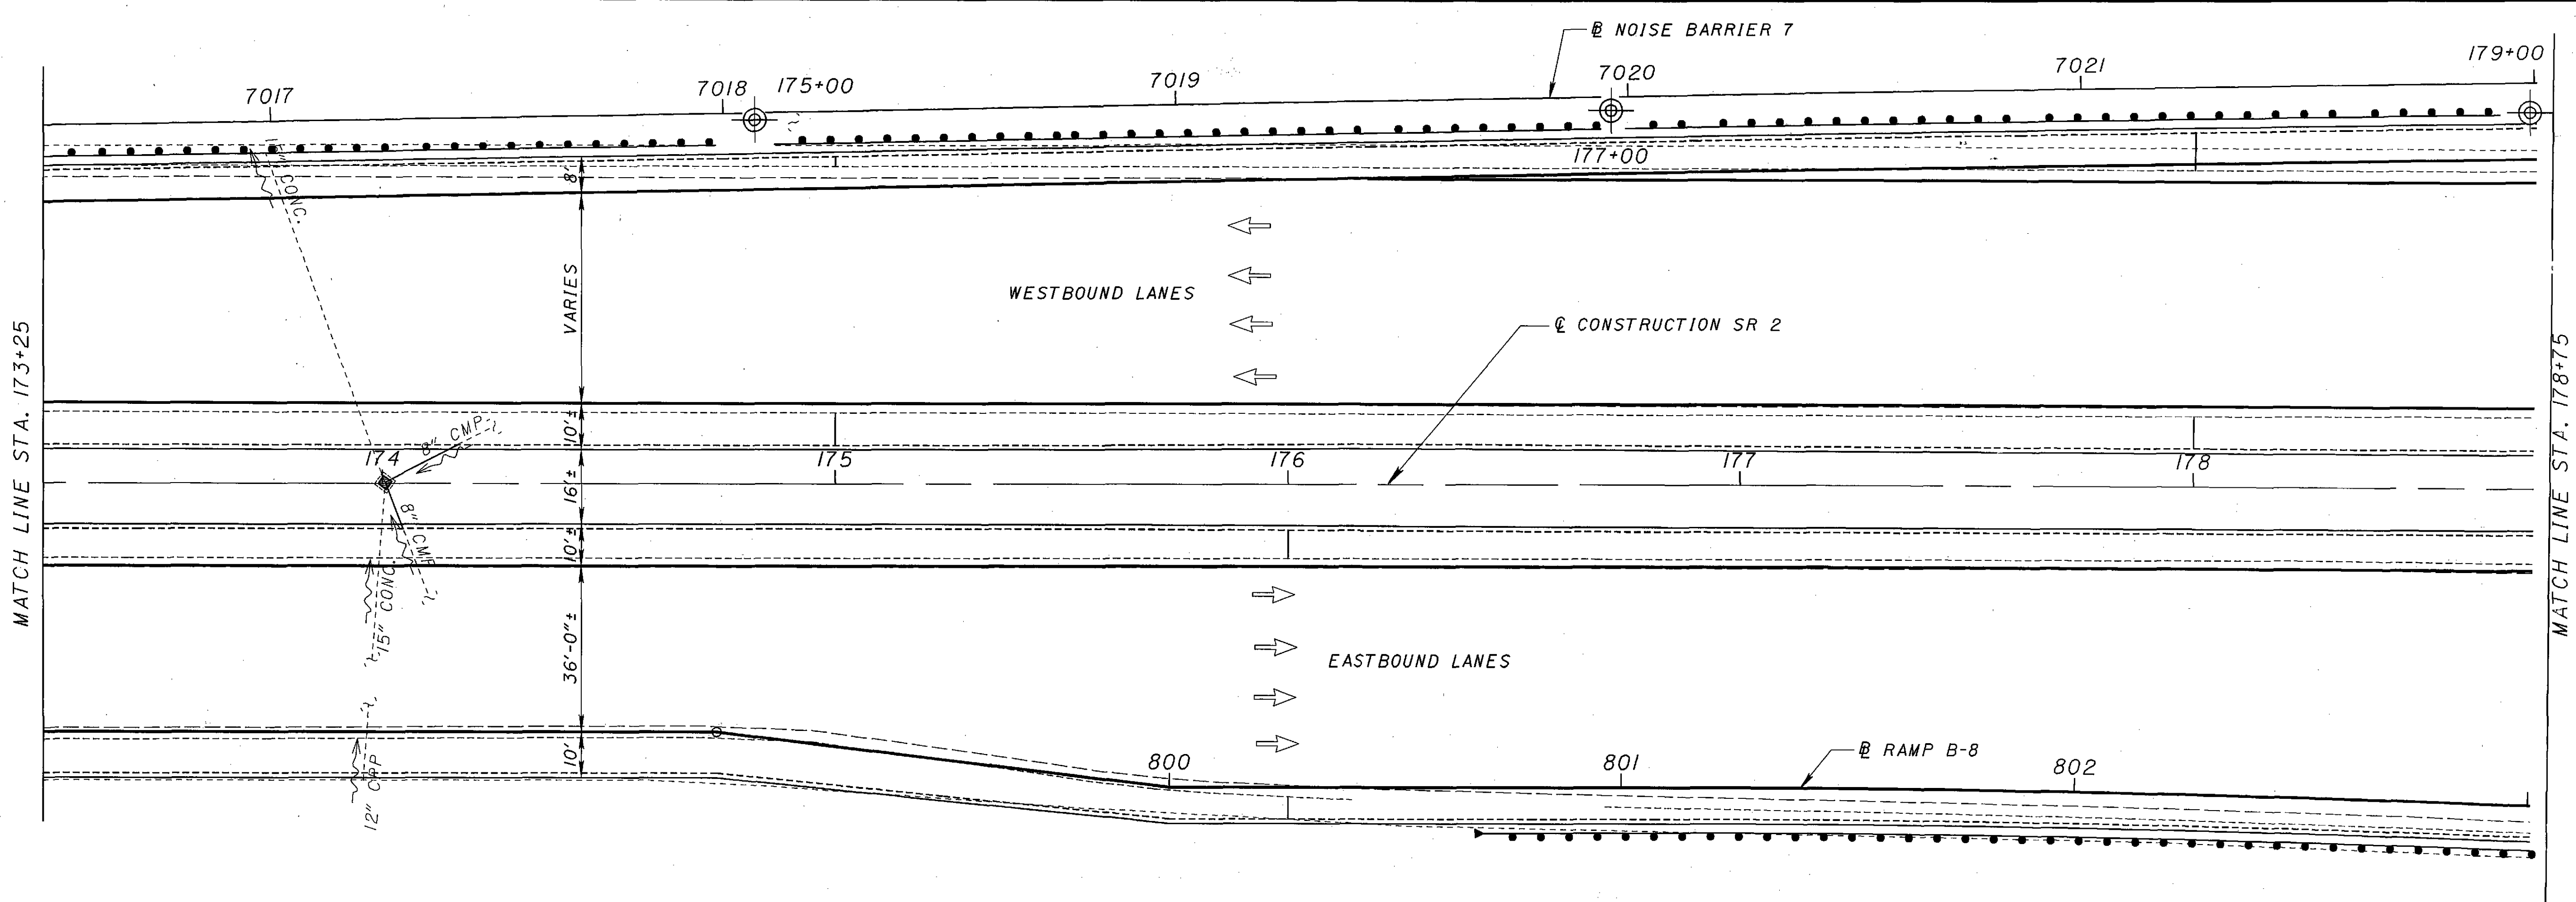 ℄ NOISE BARRIER 7
179+00
7017
7018
175+00
7019
7020
7021
177+00
CONC.
8'
VARIES
WESTBOUND LANES
℄ CONSTRUCTION SR 2
MATCH LINE STA. 173+25
MATCH LINE STA. 178+75
10'±
8" CMP
174
175
176
177
178
16'±
8" CMP
10'±
15" CONC.
36'-0"±
EASTBOUND LANES
10'
12" CPP
800
801
802
℄ RAMP B-8